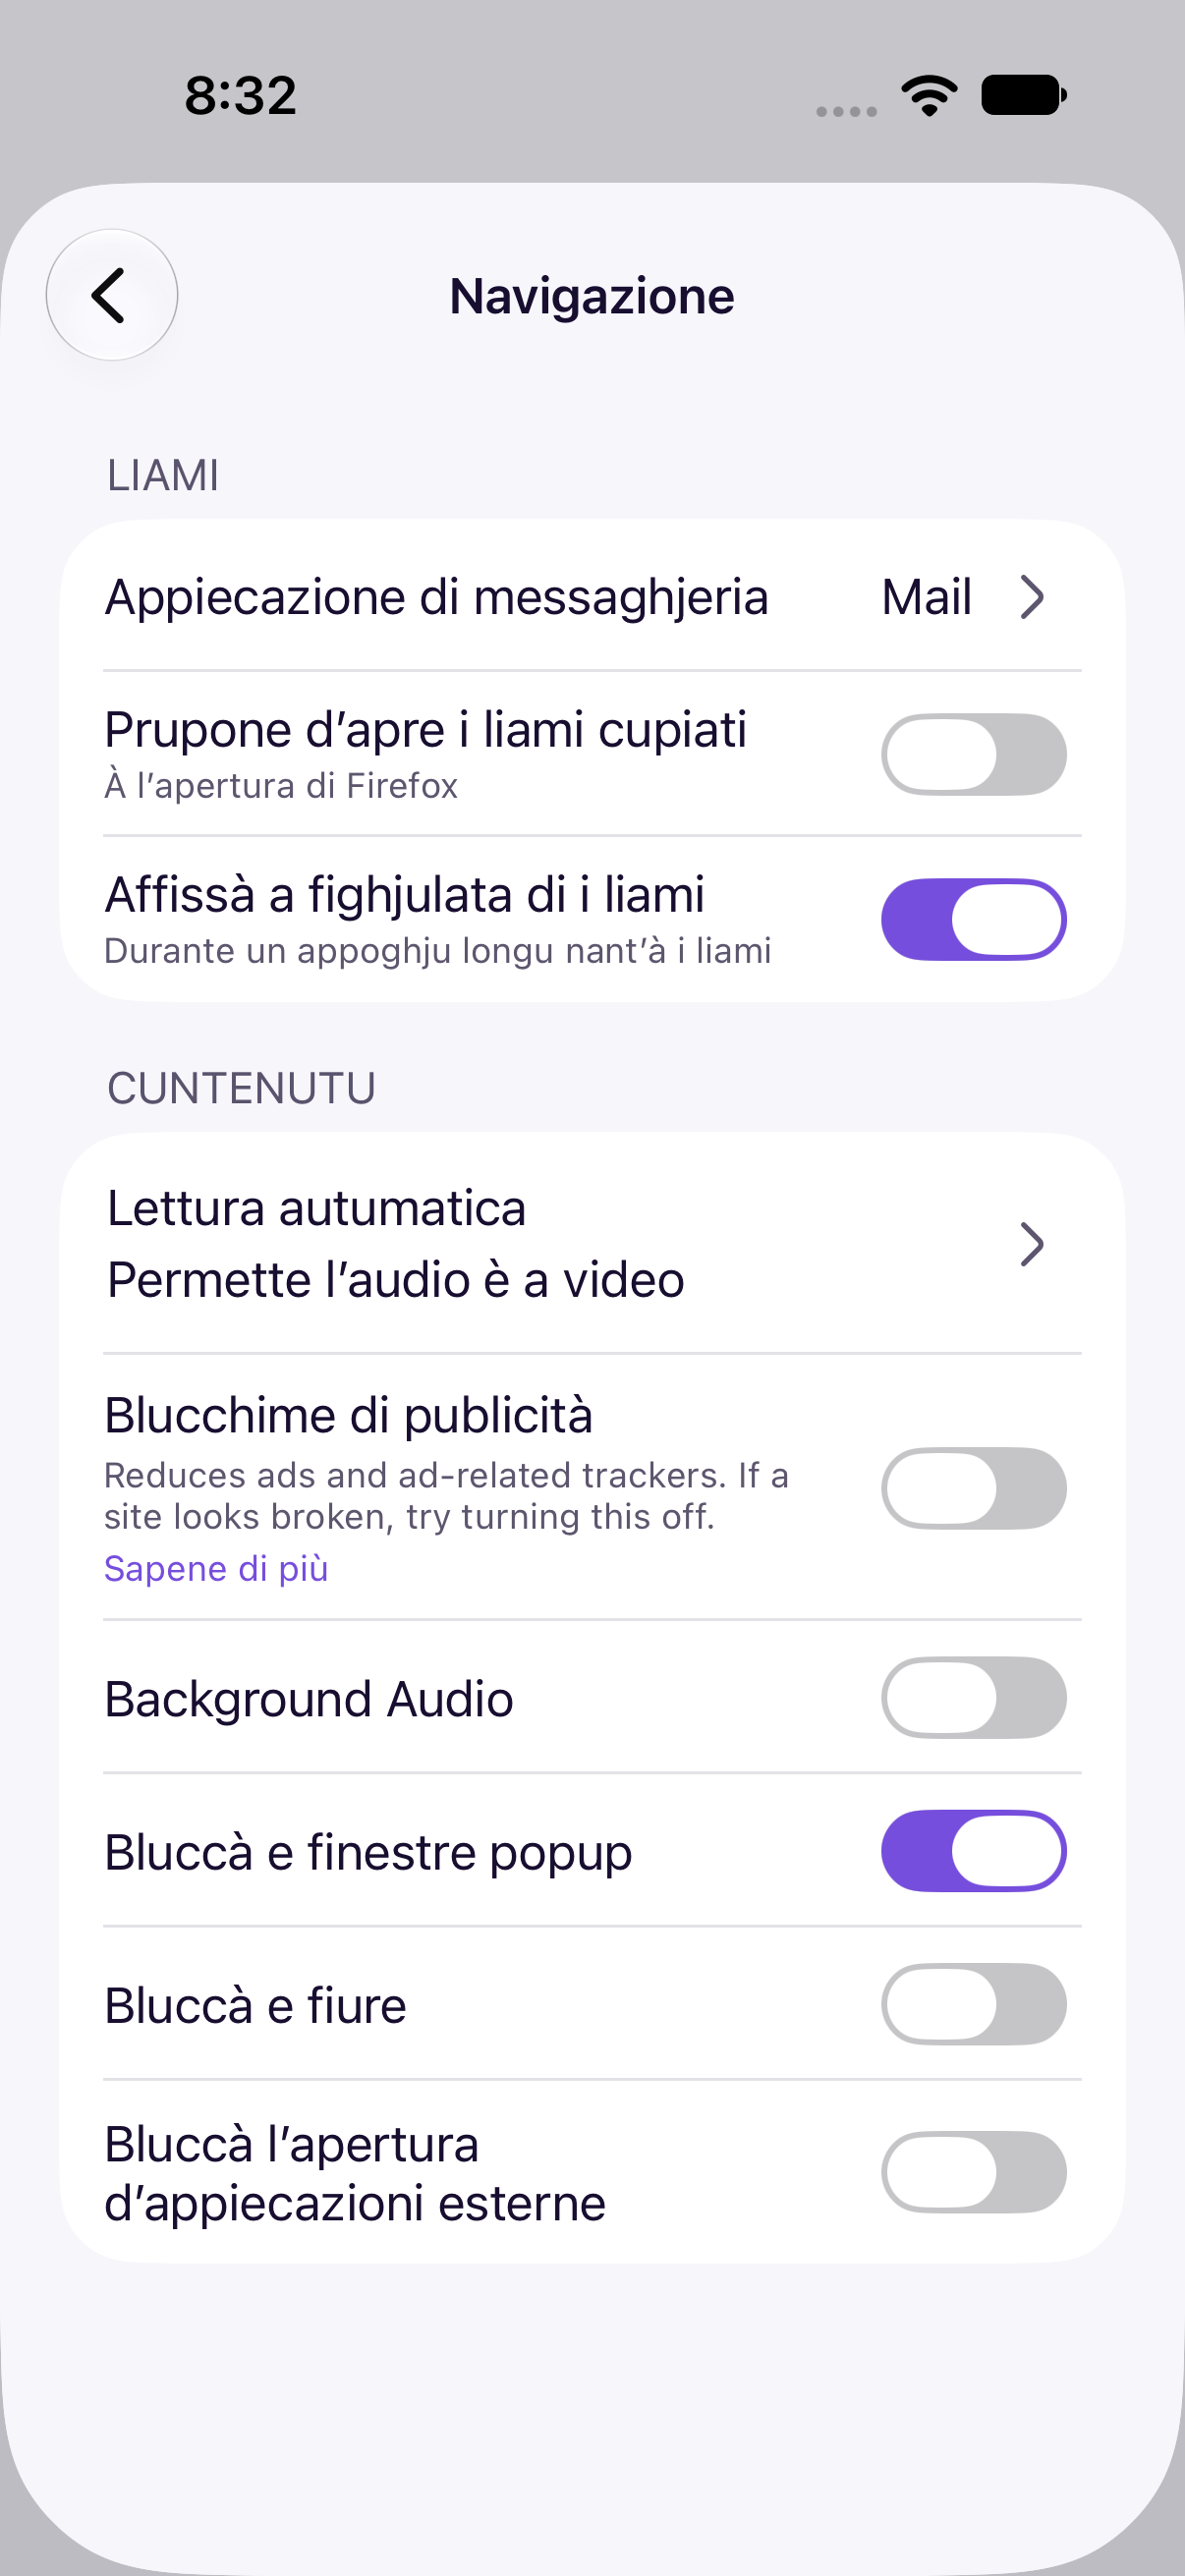 8:32
Navigazione
LIAMI
Appiecazione di messaghjeria
Mail
Prupone d’apre i liami cupiati
À l’apertura di Firefox
Affissà a fighjulata di i liami
Durante un appoghju longu nant’à i liami
CUNTENUTU
Lettura autumatica
Permette l’audio è a video
Blucchime di publicità
Reduces ads and ad-related trackers. If a
site looks broken, try turning this off.
Sapene di più
Background Audio
Bluccà e finestre popup
Bluccà e fiure
Bluccà l’apertura
d’appiecazioni esterne